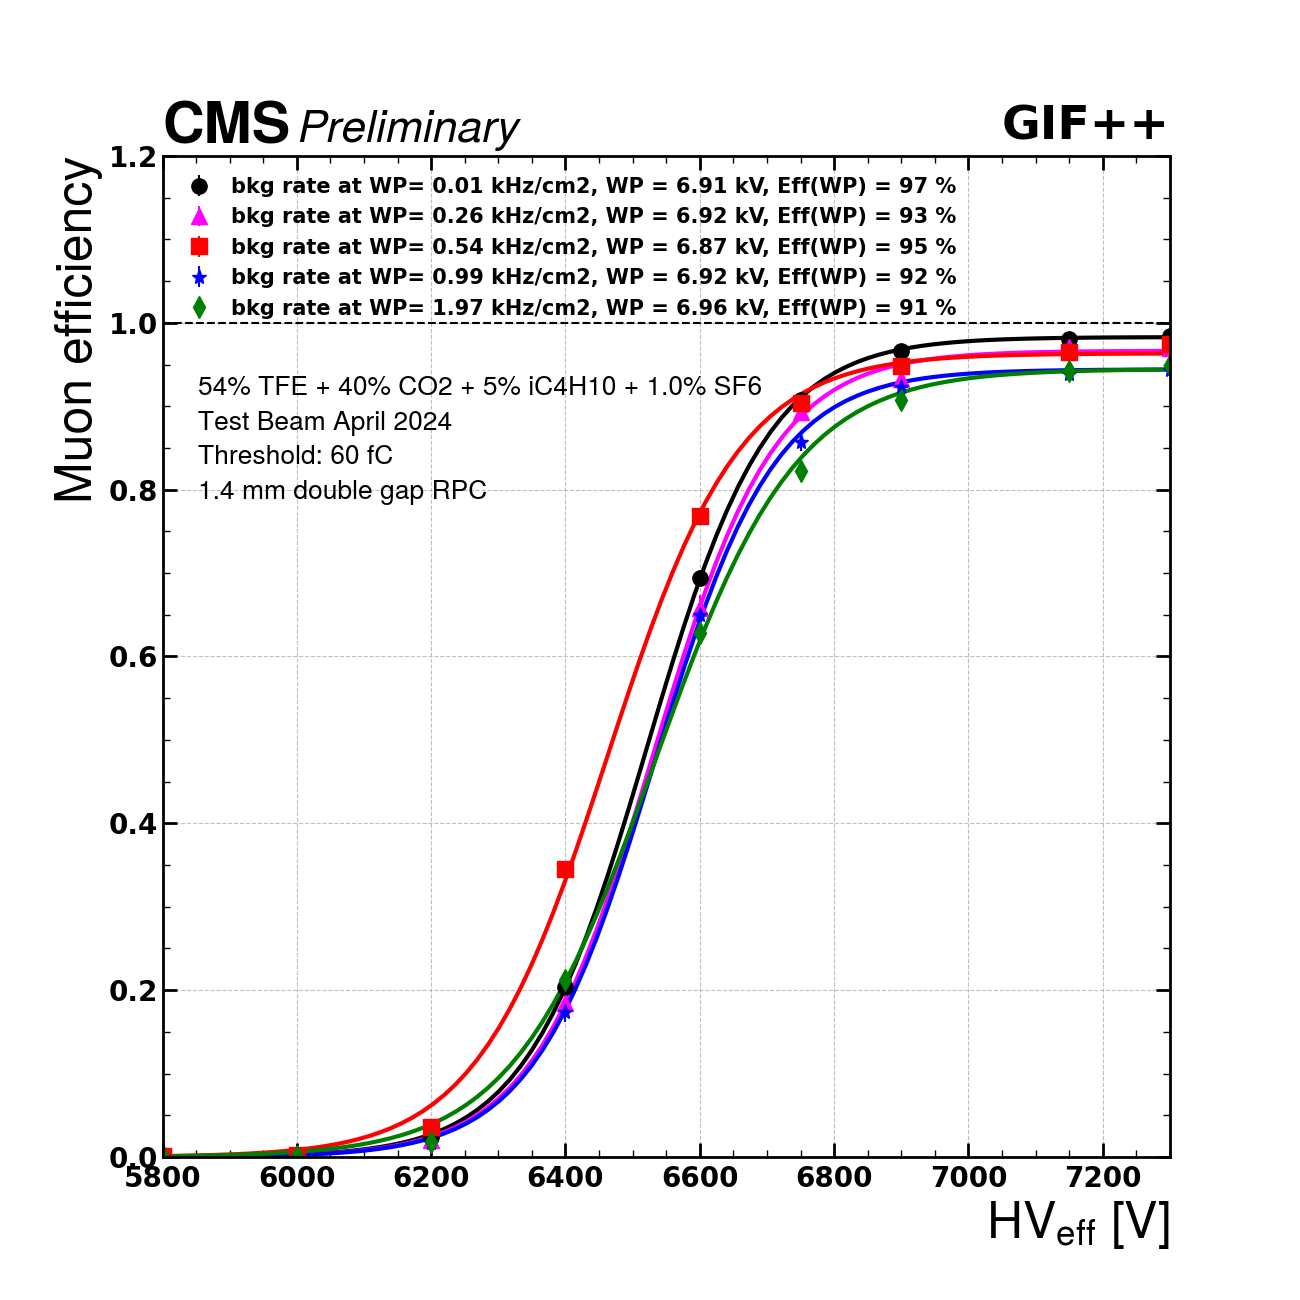 CMS Preliminary GIF++
Muon efficiency
1.2
1.0
0.8
0.6
0.4
0.2
0.0
bkg rate at WP= 0.01 kHz/cm2, WP = 6.91 kV, Eff(WP) = 97 %
bkg rate at WP= 0.26 kHz/cm2, WP = 6.92 kV, Eff(WP) = 93 %
bkg rate at WP= 0.54 kHz/cm2, WP = 6.87 kV, Eff(WP) = 95 %
bkg rate at WP= 0.99 kHz/cm2, WP = 6.92 kV, Eff(WP) = 92 %
bkg rate at WP= 1.97 kHz/cm2, WP = 6.96 kV, Eff(WP) = 91 %
54% TFE + 40% CO2 + 5% iC4H10 + 1.0% SF6
Test Beam April 2024
Threshold: 60 fC
1.4 mm double gap RPC
5800 6000 6200 6400 6600 6800 7000 7200
HVeff [V]